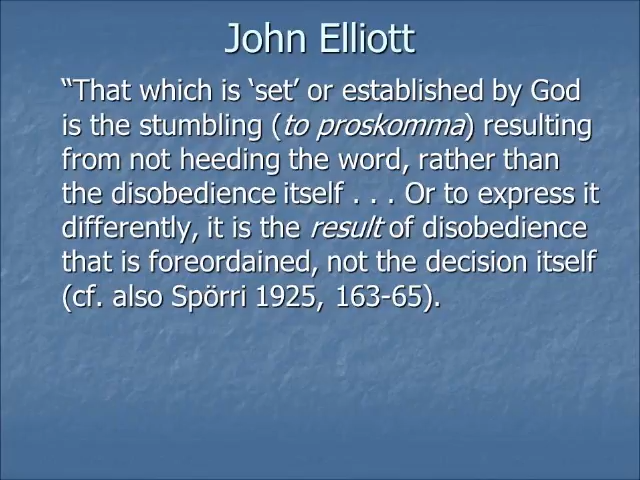 John Elliott
“That which is ‘set’ or established by God
is the stumbling (to proskomma) resulting
from not heeding the word, rather than
the disobedience itself . . . Or to express it
differently, it is the result of disobedience
that is foreordained, not the decision itself
(cf. also Spörri 1925, 163-65).